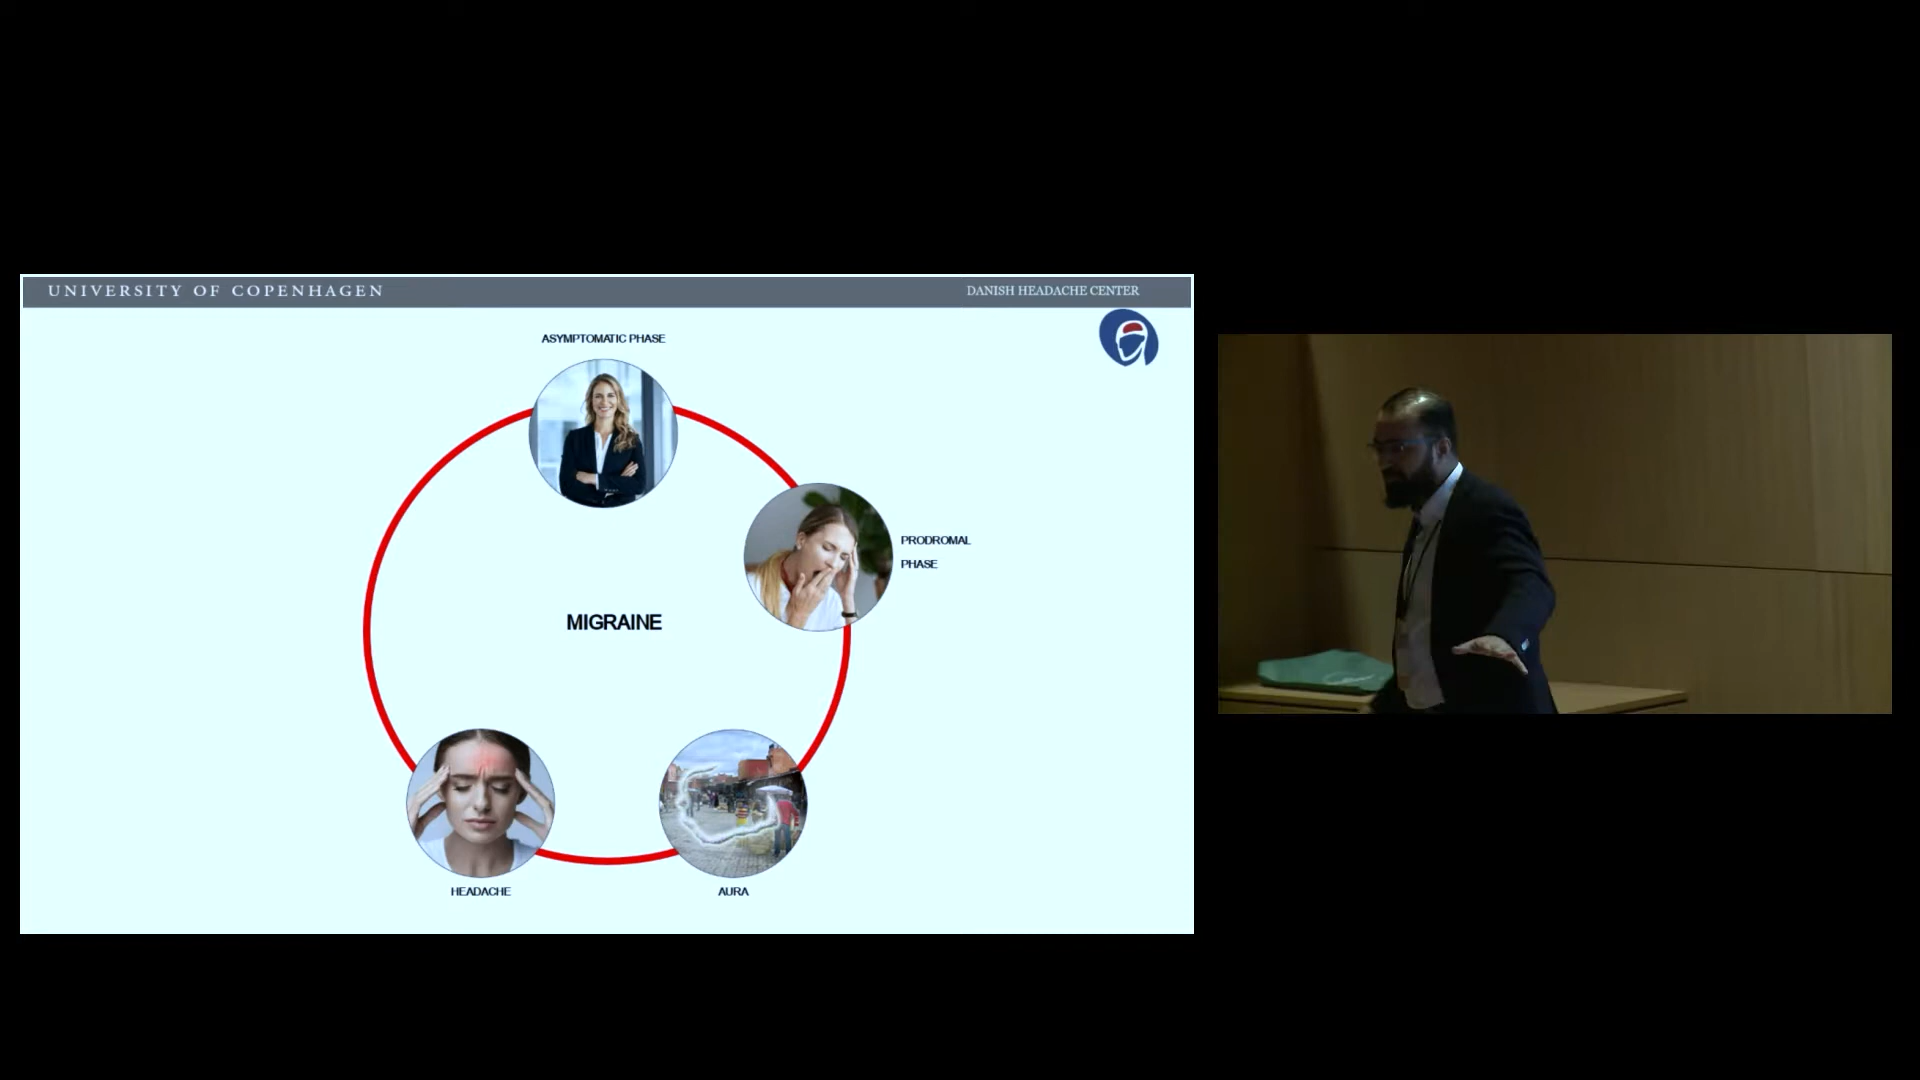 UNIVERSITY OF COPENHAGEN
DANISH HEADACHE CENTER
ASYMPTOMATIC PHASE
PRODROMAL
PHASE
MIGRAINE
HEADACHE
AURA